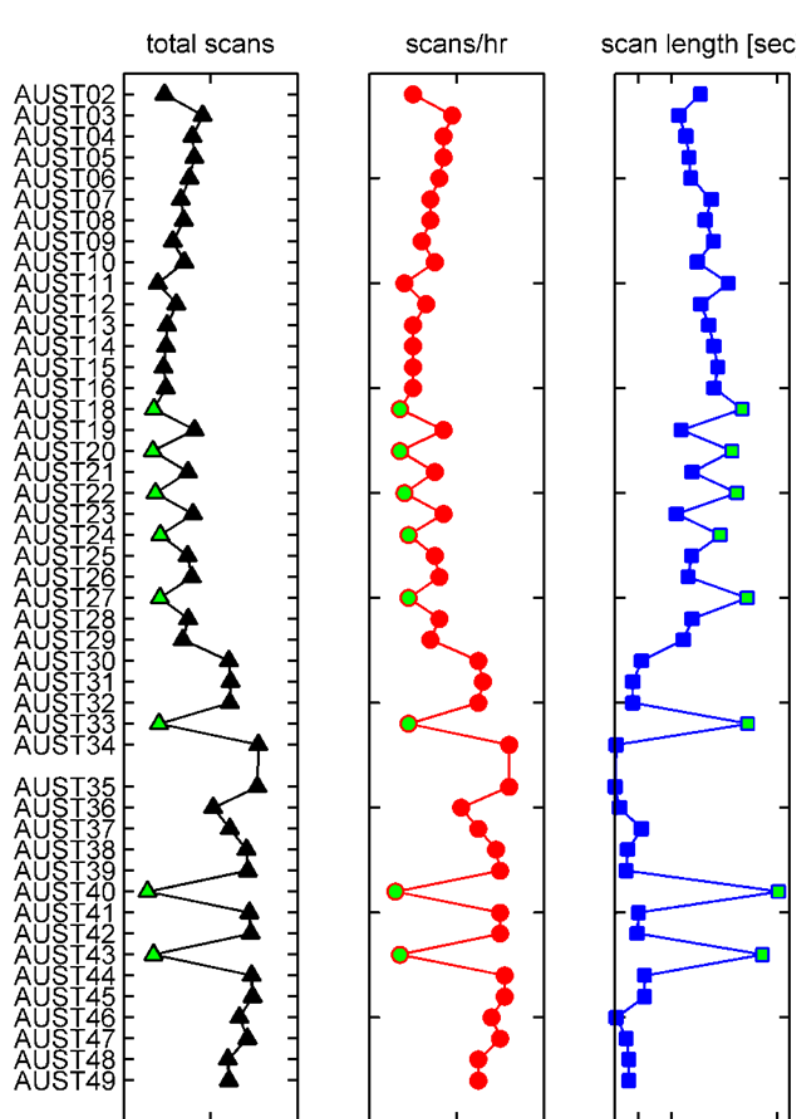 total scans scans/hr scan length [sec
AUST02
AUST03
AUST04
AUST05
AUST06
AUST07
AUST08
AUST09
AUST10
AUST11
AUST12
AUST13
AUST14
AUST15
AUST16
AUST18
AUST19
AUST20
AUST21
AUST22
AUST23
AUST24
AUST25
AUST26
AUST27
AUST28
AUST29
AUST30
AUST31
AUST32
AUST33
AUST34
AUST35
AUST36
AUST37
AUST38
AUST39
AUST40
AUST41
AUST42
AUST43
AUST44
AUST45
AUST46
AUST47
AUST48
AUST49